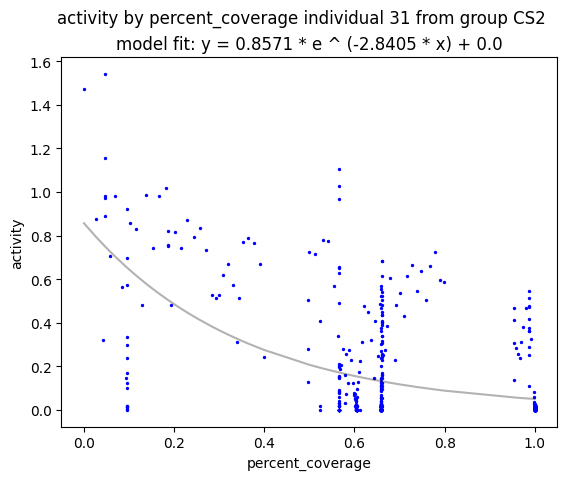 activity by percent_coverage individual 31 from group CS2
model fit: y = 0.8571 * e ^ (-2.8405 * x) + 0.0
1.6
1.4
1.2
1.0
0.8
0.6
0.4
0.2
0.0
activity
0.0 0.2 0.4 0.6 0.8 1.0
percent_coverage